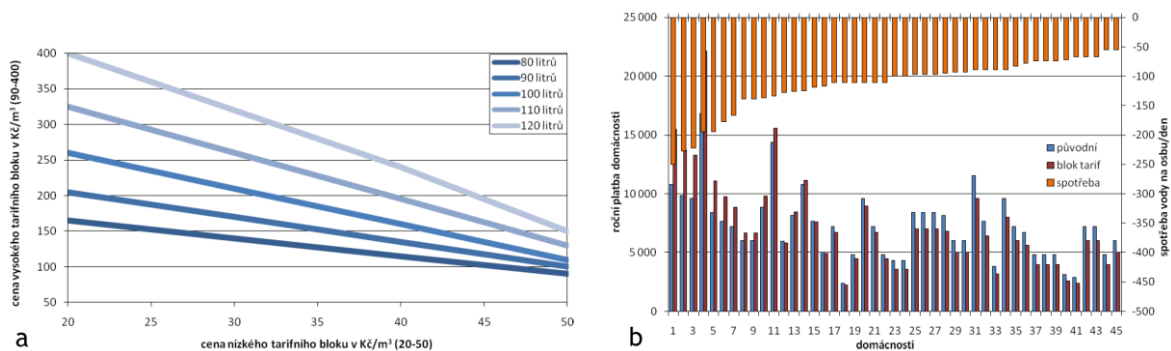 a
cena vysokého tarifního bloku v Kč/m³ (90-400)
400
350
300
250
200
150
100
50
20 25 30 35 40 45 50
cena nízkého tarifního bloku v Kč/m³ (20-50)
80 litrů
90 litrů
100 litrů
110 litrů
120 litrů
b
roční platba domácnosti
25 000
20 000
15 000
10 000
5 000
0
0
-50
-100
-150
-200
-250
-300
-350
-400
-450
-500
spotřeba vody na osbu/den
původní
blok tarif
spotřeba
1 3 5 7 9 11 13 15 17 19 21 23 25 27 29 31 33 35 37 39 41 43 45
domácnosti